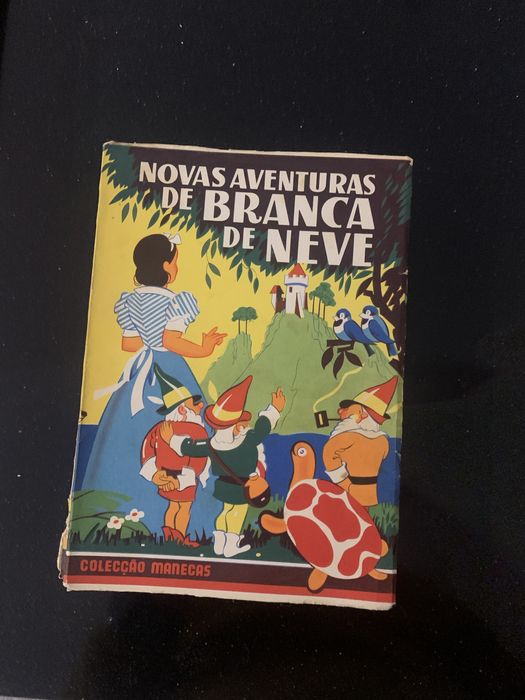 NOVAS AVENTURAS
DE BRANCA
DE NEVE
COLECÇÃO MANECAS